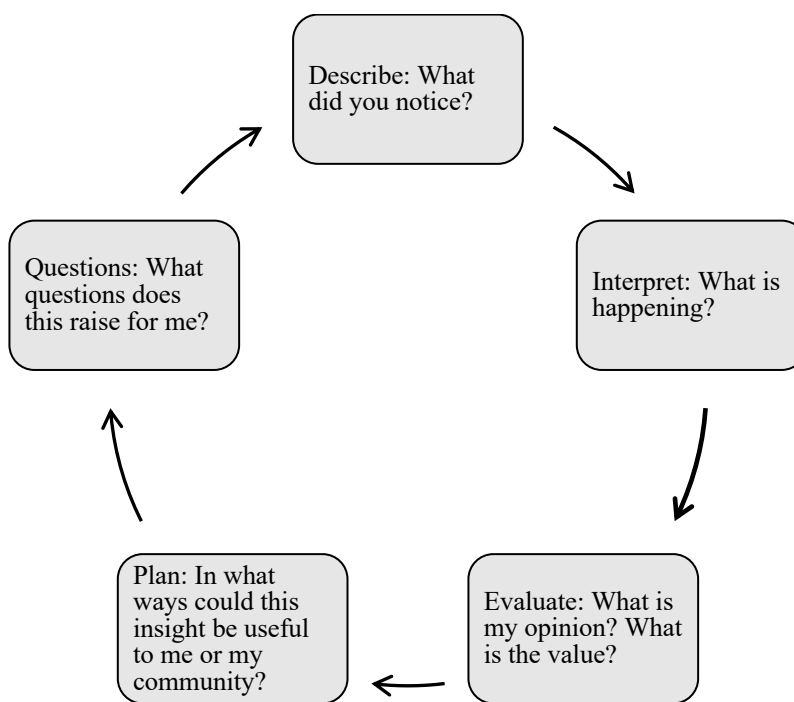 Describe: What
did you notice?
Interpret: What is
happening?
Evaluate: What is
my opinion? What
is the value?
Plan: In what
ways could this
insight be useful
to me or my
community?
Questions: What
questions does
this raise for me?